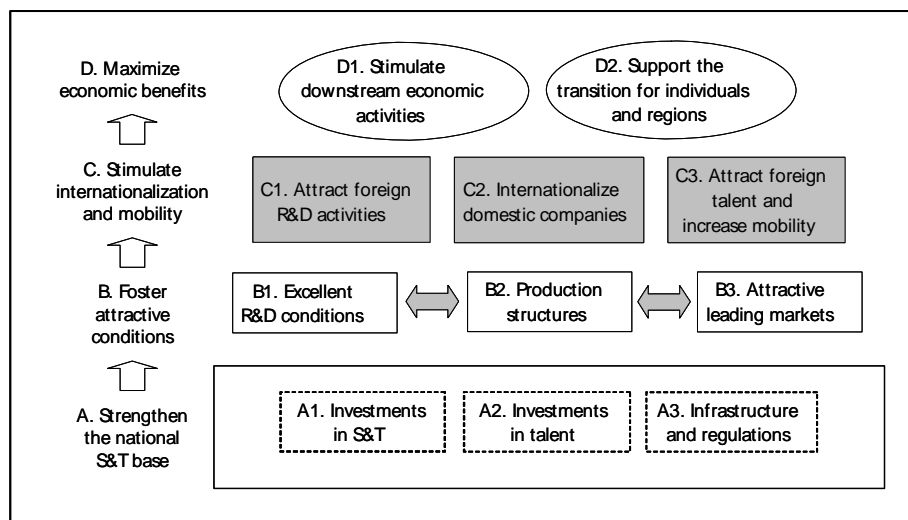 D. Maximize
economic benefits
D1. Stimulate
downstream economic
activities
D2. Support the
transition for individuals
and regions
C. Stimulate
internationalization
and mobility
C1. Attract foreign
R&D activities
C2. Internationalize
domestic companies
C3. Attract foreign
talent and
increase mobility
B. Foster
attractive
conditions
B1. Excellent
R&D conditions
B2. Production
structures
B3. Attractive
leading markets
A. Strengthen
the national
S&T base
A1. Investments
in S&T
A2. Investments
in talent
A3. Infrastructure
and regulations